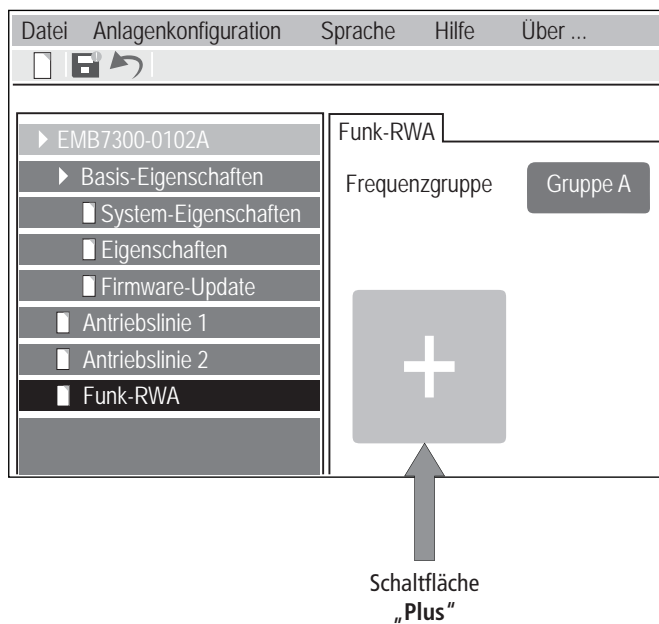 Datei Anlagenkonfiguration Sprache Hilfe Über ...
EMB7300-0102A
Basis-Eigenschaften
System-Eigenschaften
Eigenschaften
Firmware-Update
Antriebslinie 1
Antriebslinie 2
Funk-RWA
Funk-RWA
Frequenzgruppe Gruppe A
+
Schaltfläche
„Plus“